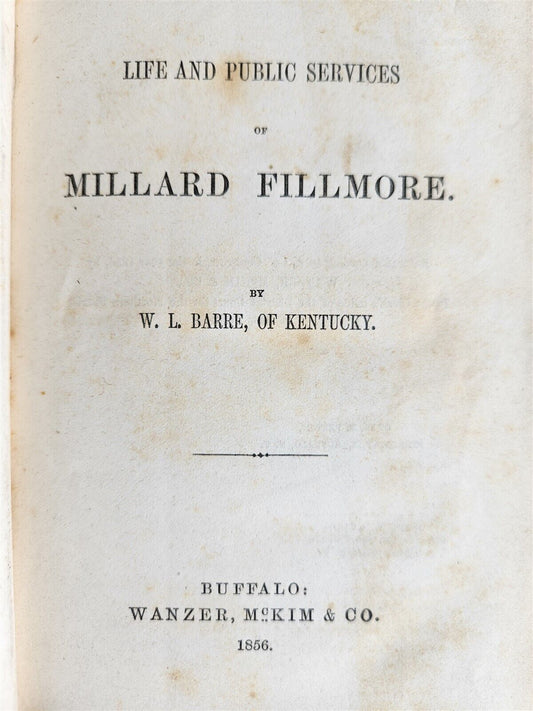 LIFE AND PUBLIC SERVICES
OF
MILLARD FILLMORE.
BY
W. L. BARRE, OF KENTUCKY.
BUFFALO:
WANZER, McKIM & CO.
1856.